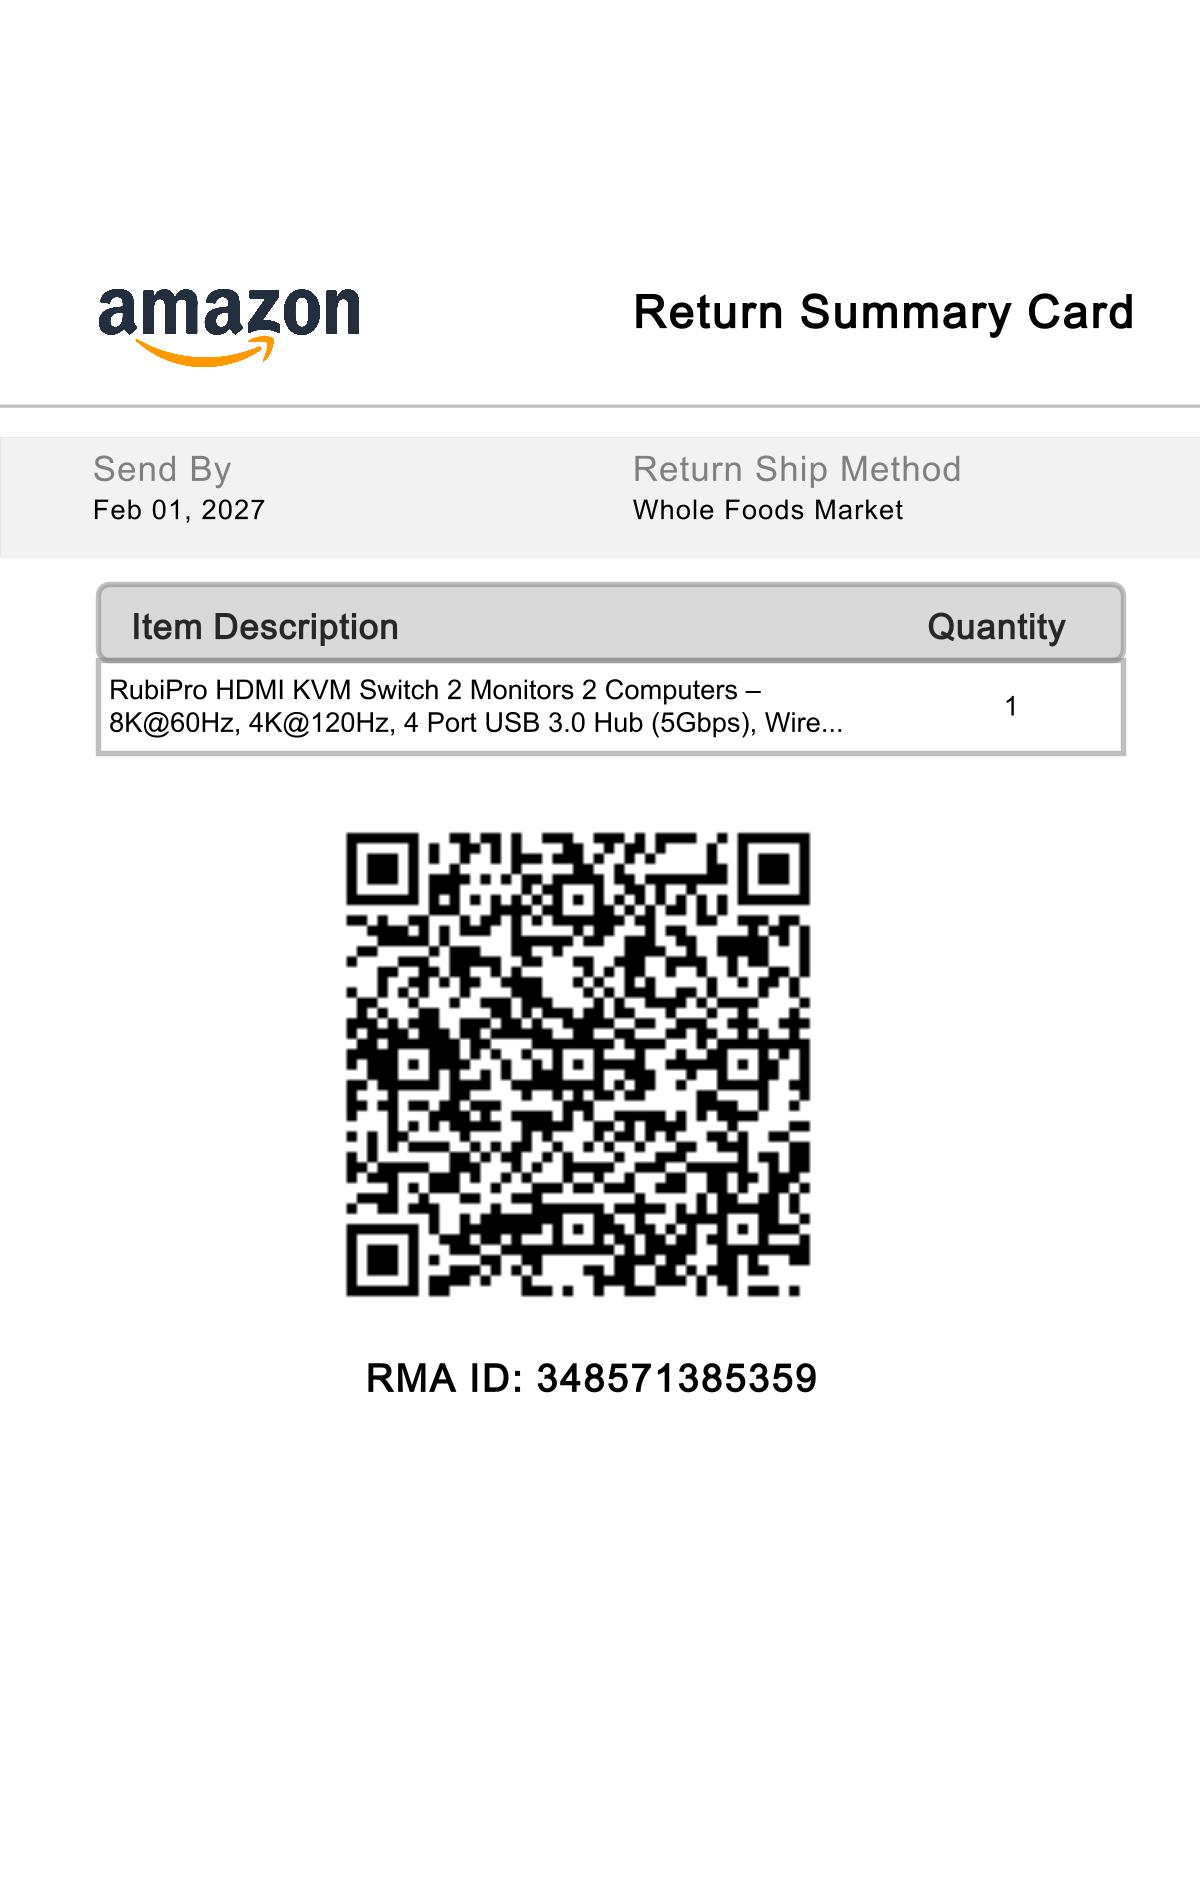 amazon
Return Summary Card
Send By
Return Ship Method
Feb 01, 2027
Whole Foods Market
Item Description
Quantity
RubiPro HDMI KVM Switch 2 Monitors 2 Computers –
8K@60Hz, 4K@120Hz, 4 Port USB 3.0 Hub (5Gbps), Wire...
1
RMA ID: 348571385359